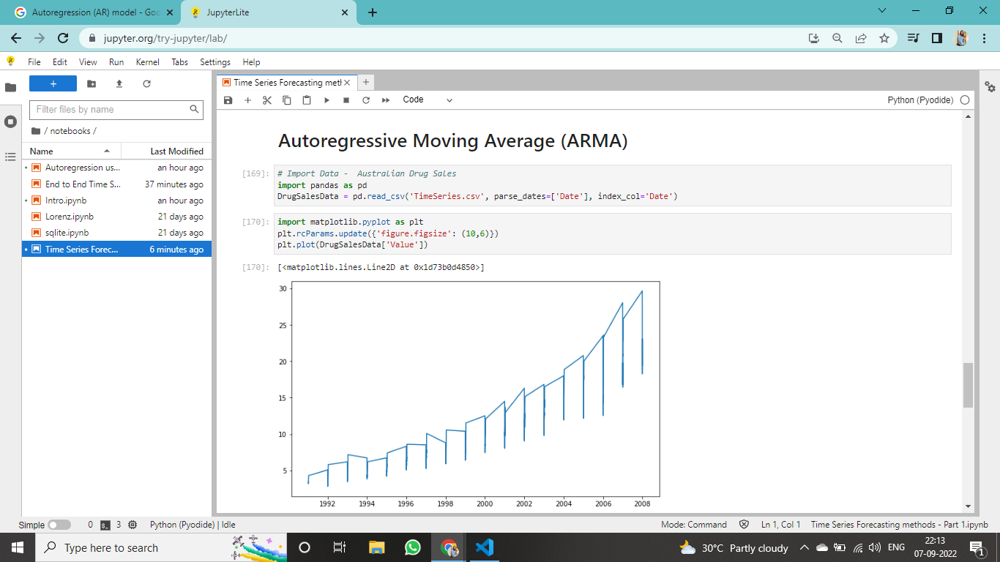 Autoregression (AR) model - Goo
JupyterLite
jupyter.org/try-jupyter/lab/
File Edit View Run Kernel Tabs Settings Help
Time Series Forecasting meth
Filter files by name
Code
Python (Pyodide)
/ notebooks /
Name Last Modified
Autoregression us... an hour ago
End to End Time S... 37 minutes ago
Intro.ipynb an hour ago
Lorenz.ipynb 21 days ago
sqlite.ipynb 21 days ago
Time Series Forec... 6 minutes ago
Autoregressive Moving Average (ARMA)
[169]: # Import Data -  Australian Drug Sales
import pandas as pd
DrugSalesData = pd.read_csv('TimeSeries.csv', parse_dates=['Date'], index_col='Date')
[170]: import matplotlib.pyplot as plt
plt.rcParams.update({'figure.figsize': (10,6)})
plt.plot(DrugSalesData['Value'])
[170]: [<matplotlib.lines.Line2D at 0x1d73b0d4850>]
30
25
20
15
10
5
1992 1994 1996 1998 2000 2002 2004 2006 2008
Simple 0 3 Python (Pyodide) | Idle Mode: Command Ln 1, Col 1 Time Series Forecasting methods - Part 1.ipynb
Type here to search
30°C Partly cloudy
ENG
22:13
07-09-2022
1